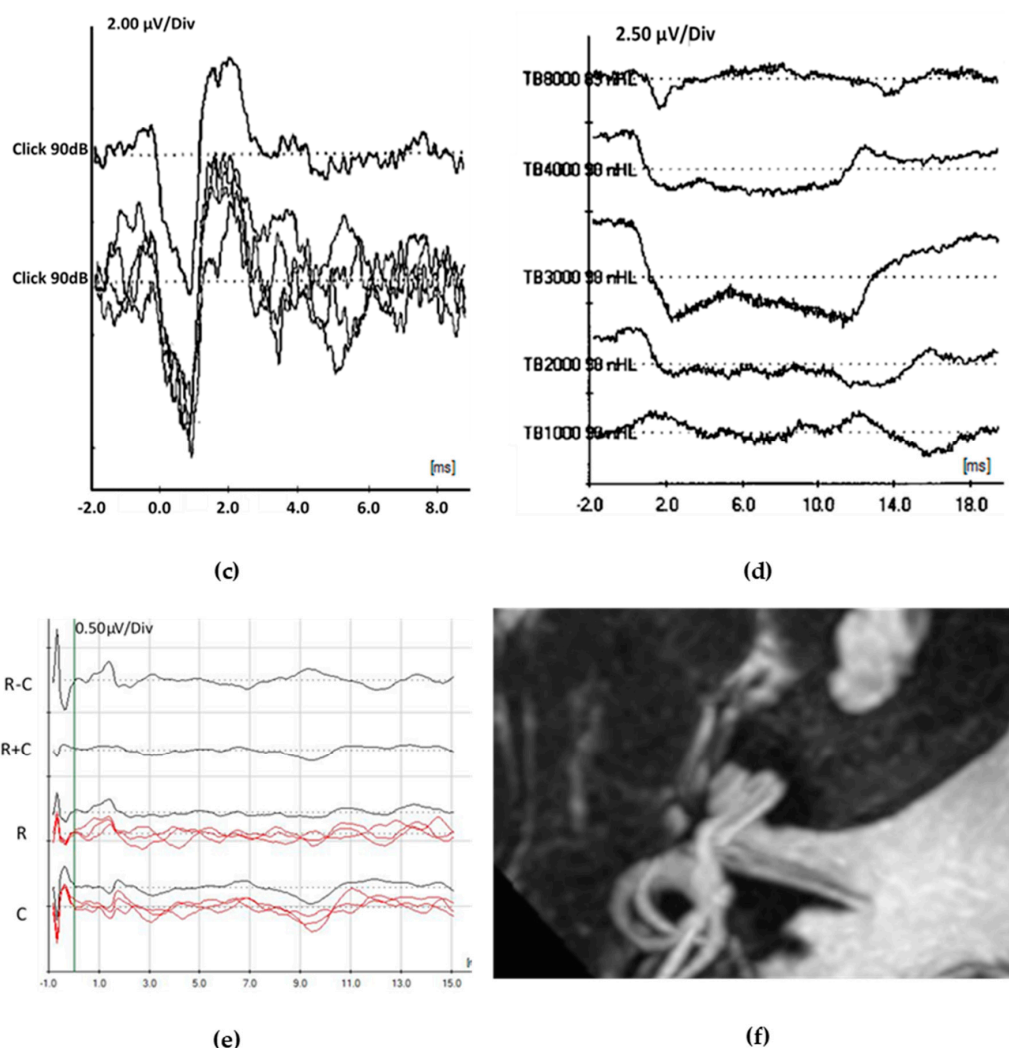 2.00 µV/Div
Click 90dB
Click 90dB
[ms]
-2.0 0.0 2.0 4.0 6.0 8.0
(c)
2.50 µV/Div
TB8000 nHL
TB4000 90 nHL
TB3000 90 nHL
TB2000 90 nHL
TB1000 90 nHL
[ms]
-2.0 2.0 6.0 10.0 14.0 18.0
(d)
0.50µV/Div
R-C
R+C
R
C
-1.0 1.0 3.0 5.0 7.0 9.0 11.0 13.0 15.0
(e)
(f)